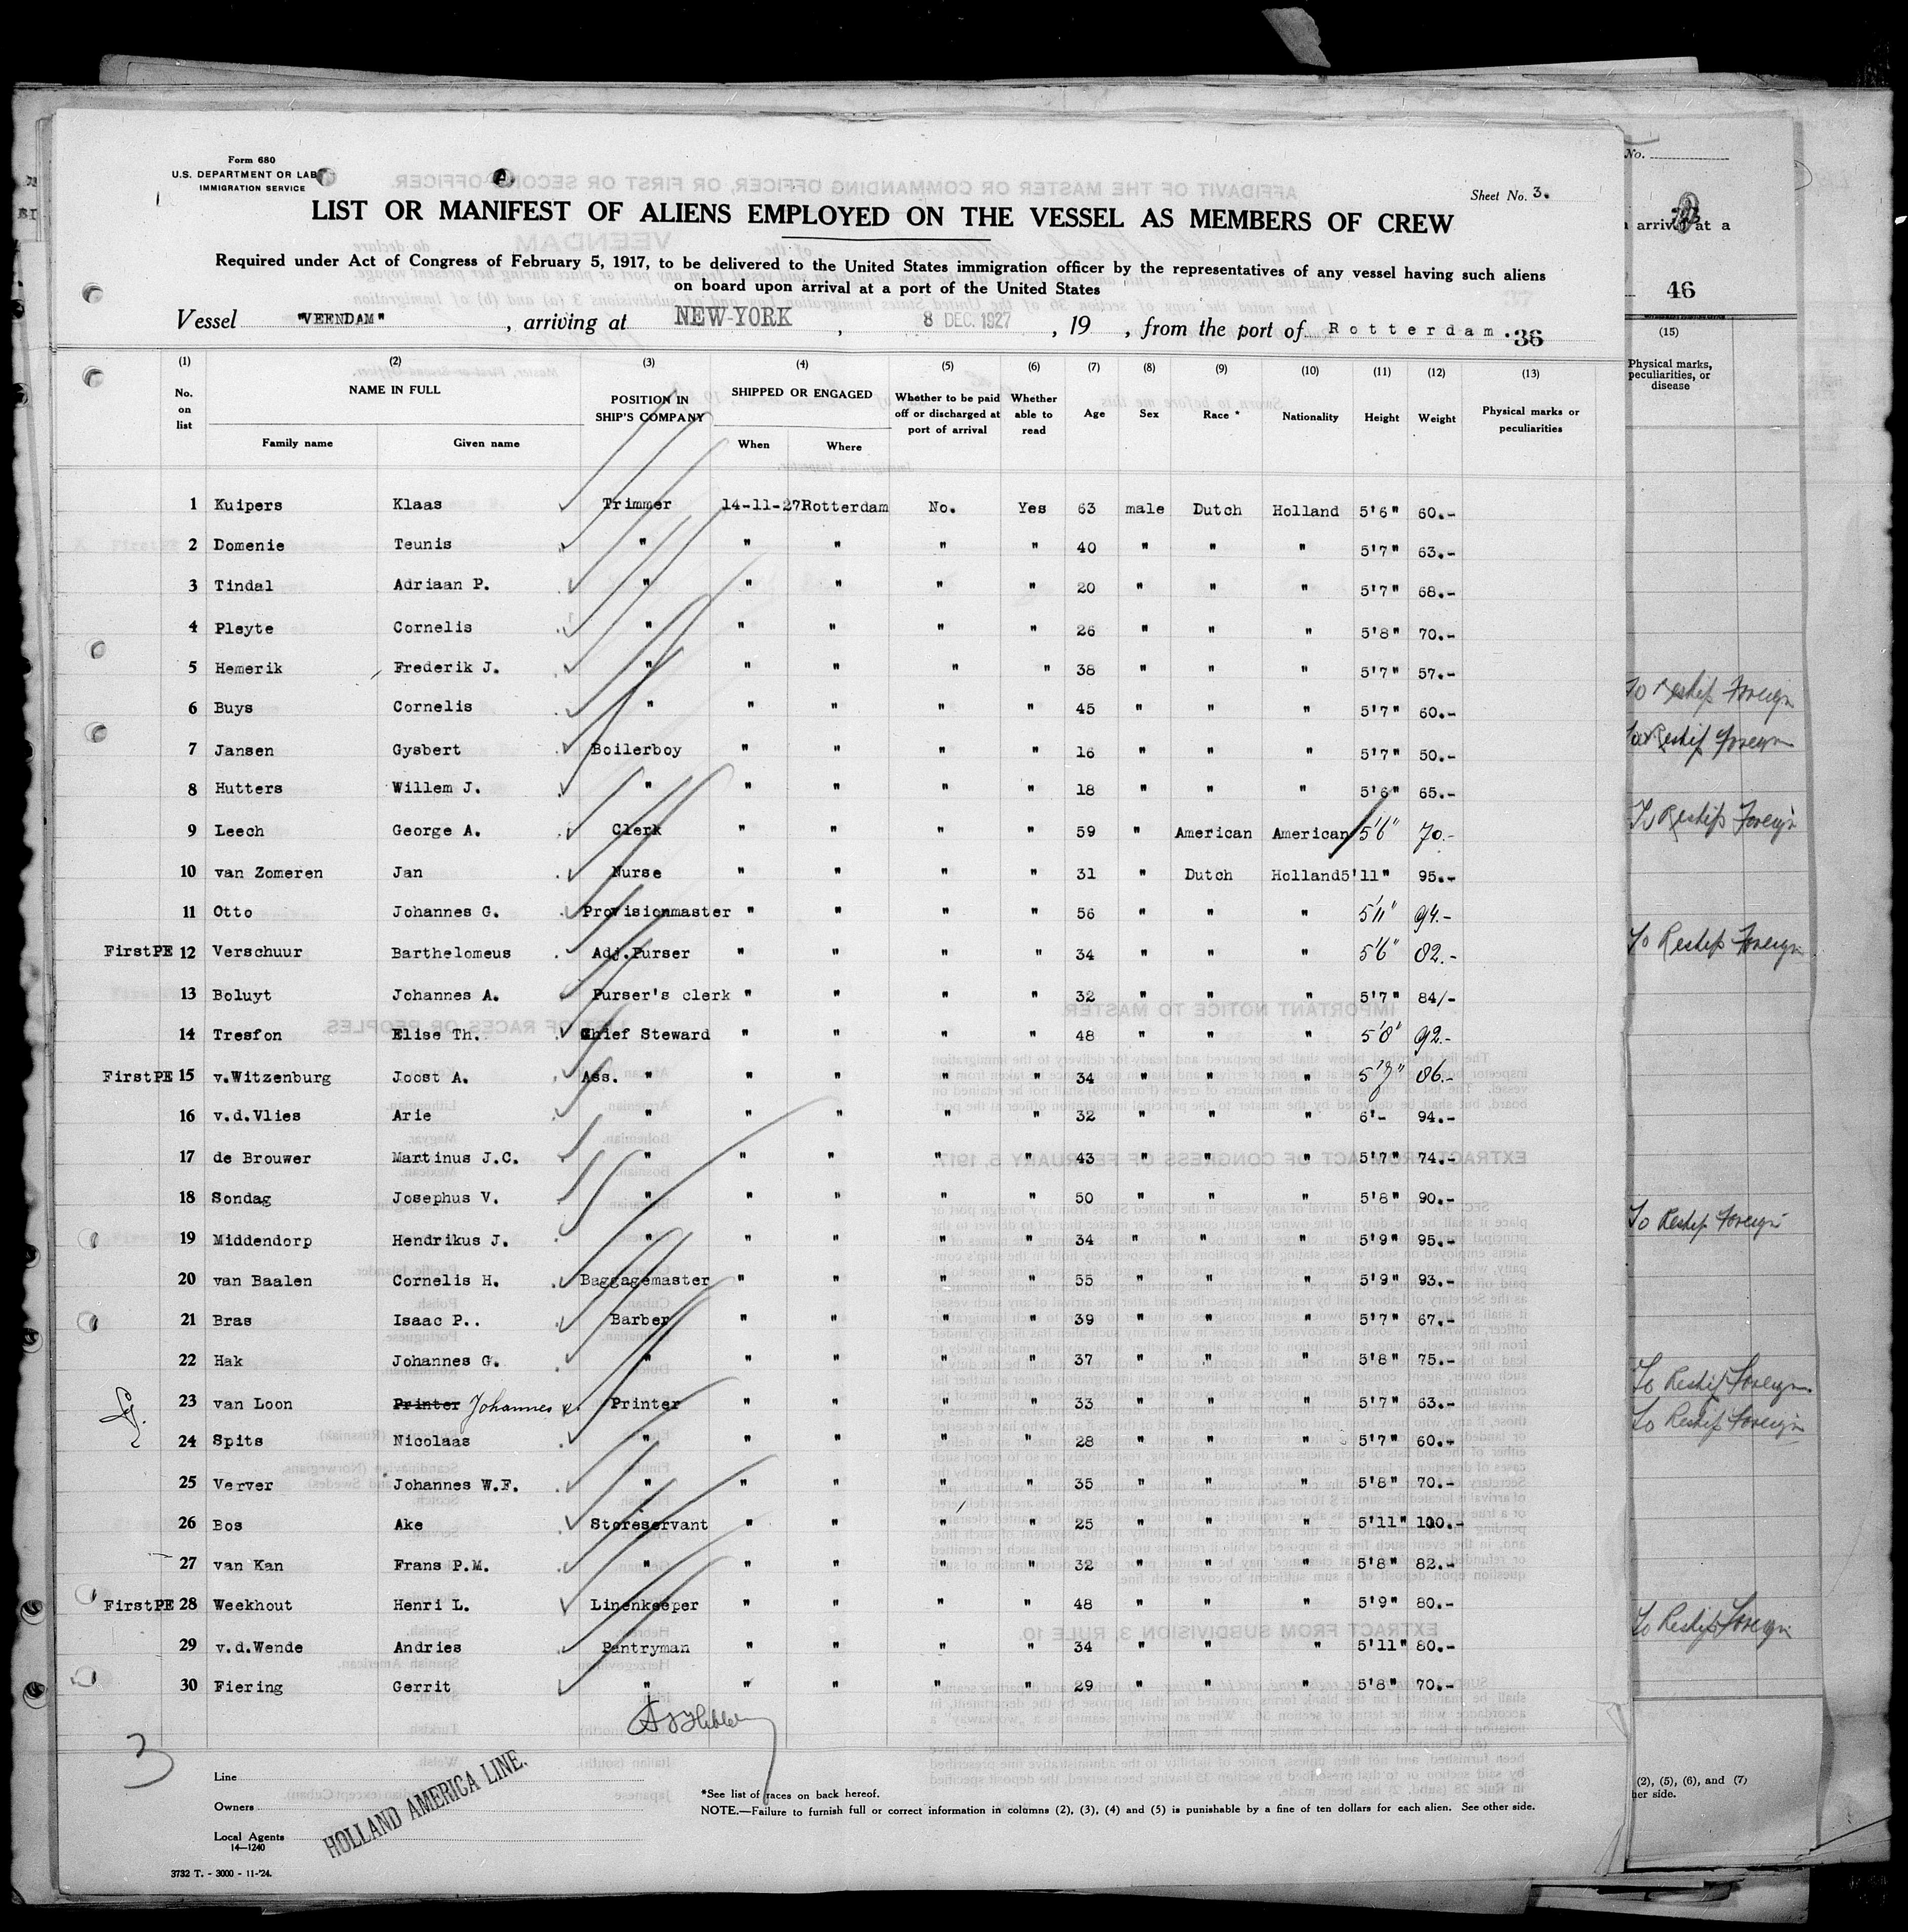 Form 680
U.S. DEPARTMENT OR LAB
IMMIGRATION SERVICE
Sheet No. 3.
LIST OR MANIFEST OF ALIENS EMPLOYED ON THE VESSEL AS MEMBERS OF CREW
Required under Act of Congress of February 5, 1917, to be delivered to the United States immigration officer by the representatives of any vessel having such aliens
on board upon arrival at a port of the United States
Vessel "VEENDAM", arriving at NEW-YORK, 8 DEC. 1927, 19 , from the port of Rotterdam. 36
(1) (2) (3) (4) (5) (6) (7) (8) (9) (10) (11) (12) (13)
No. on list NAME IN FULL POSITION IN SHIP'S COMPANY SHIPPED OR ENGAGED Whether to be paid off or discharged at port of arrival Whether able to read Age Sex Race * Nationality Height Weight Physical marks or peculiarities
Family name Given name When Where
1 Kuipers Klaas Trimmer 14-11-27 Rotterdam No. Yes 63 male Dutch Holland 5'6" 60.-
2 Domenie Teunis " " " " " 40 " " " 5'7" 63.-
3 Tindal Adriaan P. " " " " " 20 " " " 5'7" 68.-
4 Pleyte Cornelis " " " " " 26 " " " 5'8" 70.-
5 Hemerik Frederik J. " " " " " 38 " " " 5'7" 57.-
6 Buys Cornelis " " " " " 45 " " " 5'7" 60.-
7 Jansen Gysbert Boilerboy " " " " 16 " " " 5'7" 50.-
8 Hutters Willem J. " " " " " 18 " " " 5'6" 65.-
9 Leech George A. Clerk " " " " 59 " American American 5'6" 70.-
10 van Zomeren Jan Nurse " " " " 31 " Dutch Holland 5'11" 95.-
11 Otto Johannes G. Provisionmaster " " " " 56 " " " 5'11" 94.-
FirstPE 12 Verschuur Barthelomeus Adj.Purser " " " " 34 " " " 5'6" 82.-
13 Boluyt Johannes A. Purser's clerk " " " " 32 " " " 5'7" 84/-
14 Tresfon Elise Th. Chief Steward " " " " 48 " " " 5'8" 92.-
FirstPE 15 v.Witzenburg Joost A. Ass. " " " " " 34 " " " 86.-
16 v.d.Vlies Arie " " " " " 32 " " " 6'- 94.-
17 de Brouwer Martinus J.C. " " " " " 43 " " " 5'7" 74.-
18 Sondag Josephus V. " " " " " 50 " " " 5'8" 90.-
19 Middendorp Hendrikus J. " " " " " 34 " " " 5'9" 95.-
20 van Baalen Cornelis H. Baggagemaster " " " " 55 " " " 5'9" 93.-
21 Bras Isaac P.. Barber " " " " 39 " " " 5'7" 67.-
22 Hak Johannes G. " " " " " 37 " " " 5'8" 75.-
23 van Loon Printer Johannes Printer " " " " 33 " " " 5'7" 63.-
24 Spits Nicolaas " " " " " 28 " " " 5'7" 60.-
25 Verver Johannes W.F. " " " " " 35 " " " 5'8" 70.-
26 Bos Ake Storeservant " " " " 25 " " " 5'11" 100.-
27 van Kan Frans P.M. " " " " " 32 " " " 5'8" 82.-
FirstPE 28 Weekhout Henri L. Linenkeeper " " " " 48 " " " 5'9" 80.-
29 v.d.Wende Andries Pantryman " " " " 34 " " " 5'11" 80.-
30 Fiering Gerrit " " " " " 29 " " " 5'8" 70.-
3
Line
Owners
Local Agents
HOLLAND AMERICA LINE.
14—1240
3732 T. - 3000 - 11-'24.
*See list of races on back hereof.
NOTE.—Failure to furnish full or correct information in columns (2), (3), (4) and (5) is punishable by a fine of ten dollars for each alien. See other side.
No.
arrival at a
46
(15)
Physical marks,
peculiarities, or
disease
To Reship Foreign
To Reship Foreign
To Reship Foreign
To Reship Foreign
To Reship Foreign
To Reship Foreign
To Reship Foreign
To Reship Foreign
(2), (5), (6), and (7)
her side.